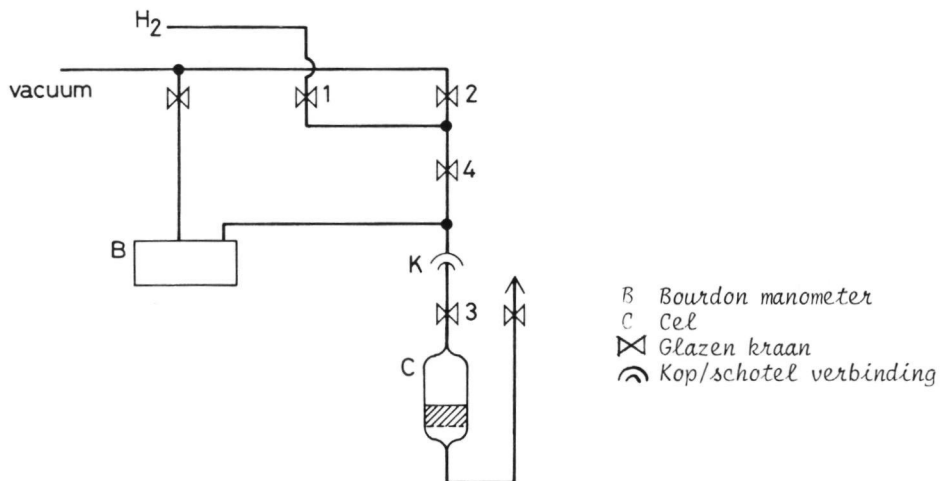 H2
vacuum
1
2
4
B
K
3
C
B Bourdon manometer
C Cel
Glazen kraan
Kop/schotel verbinding